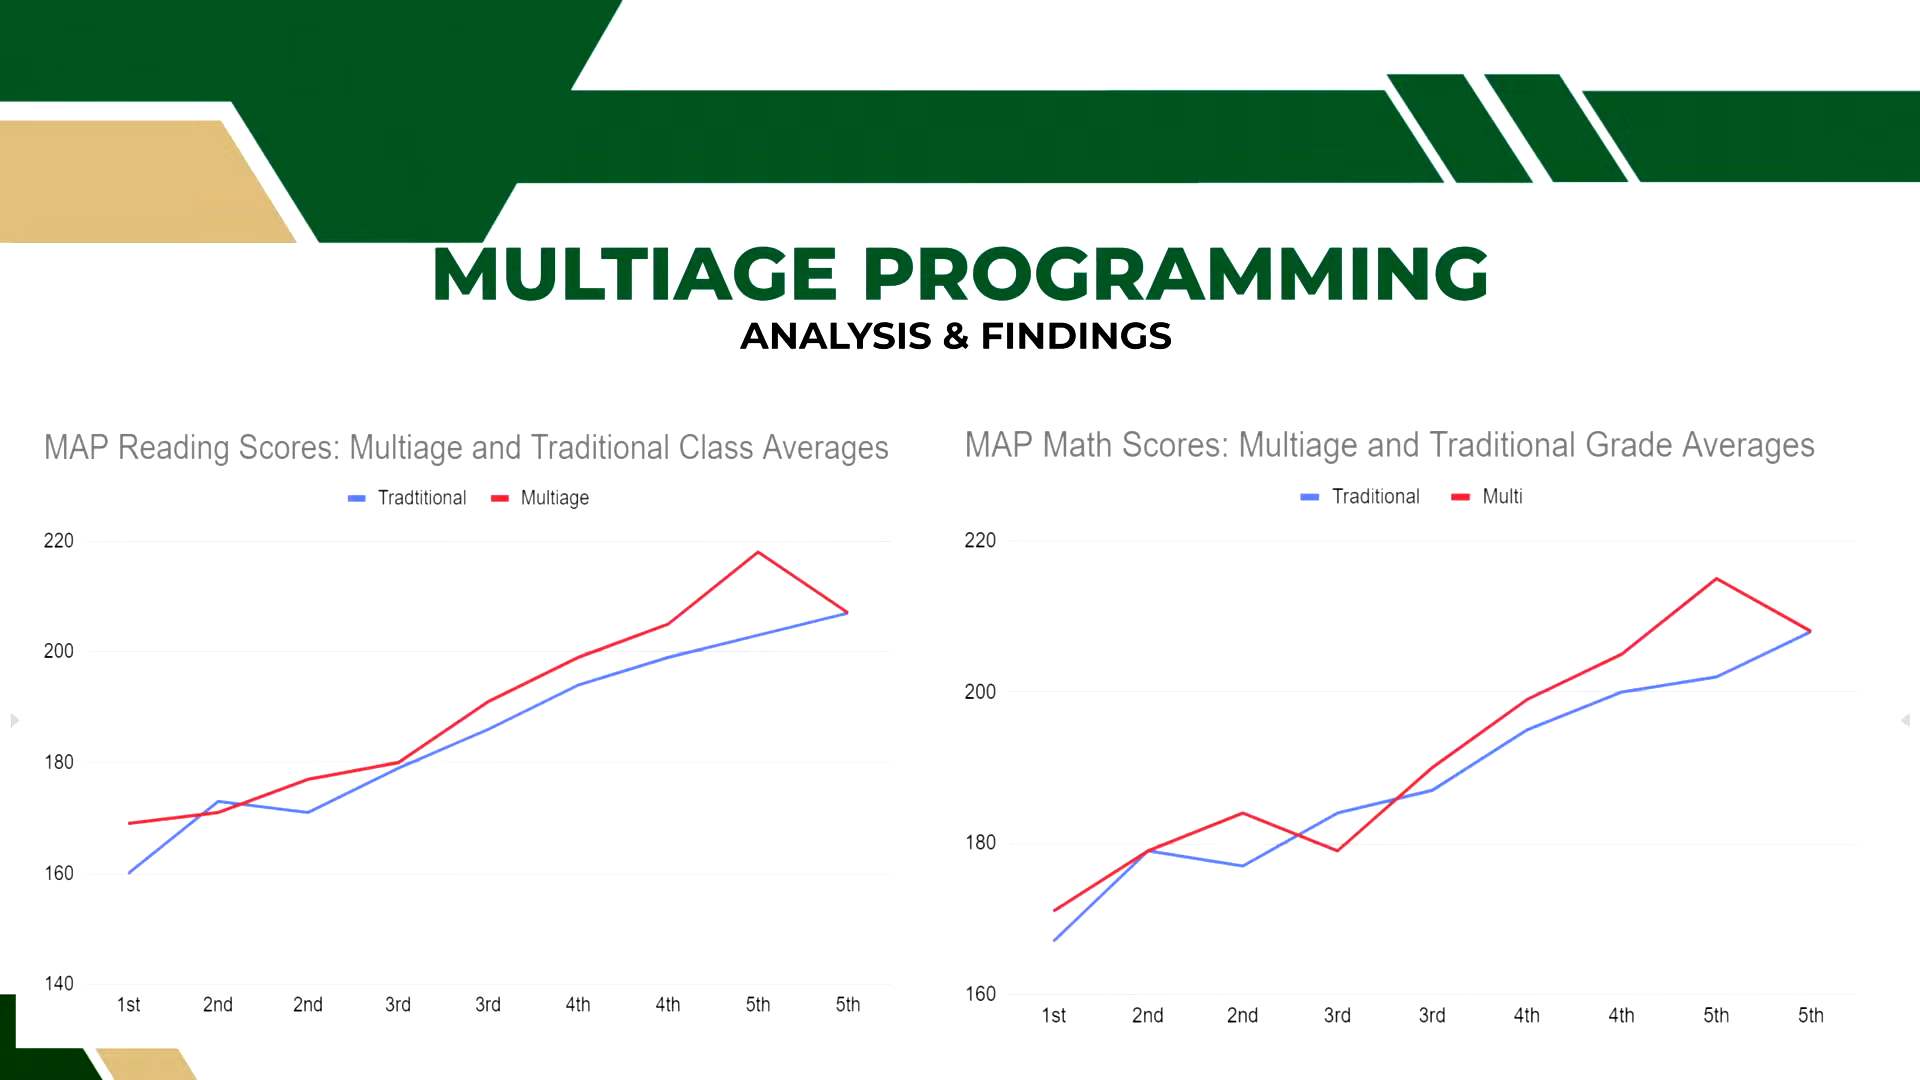 MULTIAGE PROGRAMMING
ANALYSIS & FINDINGS
MAP Reading Scores: Multiage and Traditional Class Averages
Tradtitional Multiage
220
200
180
160
140
1st 2nd 2nd 3rd 3rd 4th 4th 5th 5th
MAP Math Scores: Multiage and Traditional Grade Averages
Traditional Multi
220
200
180
160
1st 2nd 2nd 3rd 3rd 4th 4th 5th 5th